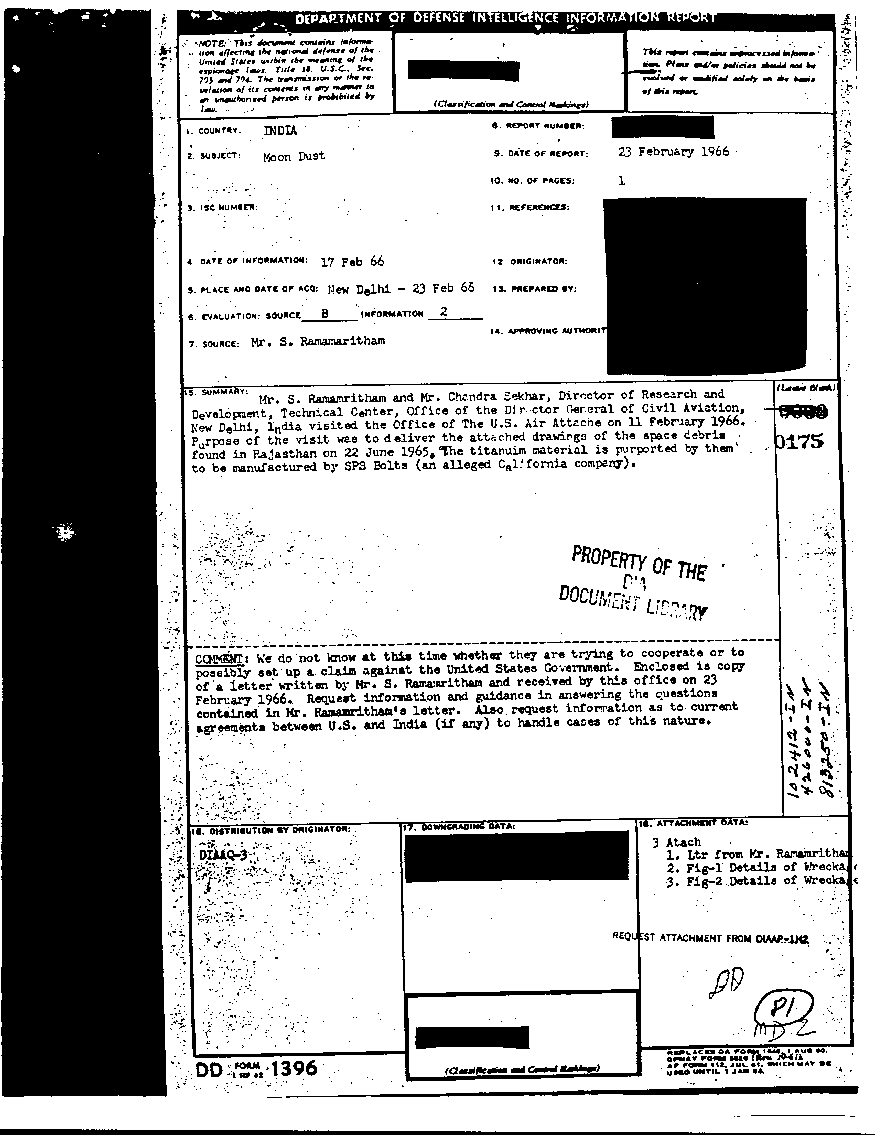 DEPARTMENT OF DEFENSE INTELLIGENCE INFORMATION REPORT
NOTE: This document contains informa-
tion affecting the national defense of the
United States within the meaning of the
espionage laws. Title 18, U.S.C., Sec.
793 and 794. The transmission or the re-
velation of its contents in any manner to
an unauthorized person is prohibited by
law.
(Classification and Control Markings)
This report contains unprocessed informa-
tion. Plans and/or policies should not be
evolved or modified solely on the basis
of this report.
1. COUNTRY: INDIA
8. REPORT NUMBER:
2. SUBJECT: Moon Dust
9. DATE OF REPORT: 23 February 1966
10. NO. OF PAGES: 1
3. ISC NUMBER:
11. REFERENCES:
4. DATE OF INFORMATION: 17 Feb 66
12. ORIGINATOR:
5. PLACE AND DATE OF ACQ: New Delhi - 23 Feb 66
13. PREPARED BY:
6. EVALUATION: SOURCE B INFORMATION 2
14. APPROVING AUTHORIT
7. SOURCE: Mr. S. Ramamaritham
15. SUMMARY:
Mr. S. Ramamritham and Mr. Chandra Sekhar, Director of Research and
Development, Technical Center, Office of the Director General of Civil Aviation,
New Delhi, India visited the Office of The U.S. Air Attache on 11 February 1966.
Purpose of the visit was to deliver the attached drawings of the space debris
found in Rajasthan on 22 June 1965. The titanuim material is purported by them
to be manufactured by SPS Bolts (an alleged California company).
(Leave Blank)
0175
PROPERTY OF THE
DIA
DOCUMENT LIBRARY
COMMENT: We do not know at this time whether they are trying to cooperate or to
possibly set up a claim against the United States Government. Enclosed is copy
of a letter written by Mr. S. Ramamritham and received by this office on 23
February 1966. Request information and guidance in answering the questions
contained in Mr. Ramamritham's letter. Also request information as to current
agreements between U.S. and India (if any) to handle cases of this nature.
102412-IN
426000-IN
813250-IN
16. DISTRIBUTION BY ORIGINATOR:
DIAAQ-3
17. DOWNGRADING DATA:
18. ATTACHMENT DATA:
3 Atach
1. Ltr from Mr. Ramamritham
2. Fig-1 Details of Wrecka
3. Fig-2 Details of Wrecka
REQUEST ATTACHMENT FROM DIAAP-1H2
DD
81
MD 2
DD FORM 1396
1 SEP 62
(Classification and Control Markings)
REPLACES DA FORM 1048, 1 AUG 60,
OPNAV FORM 3820
AF FORM 112, JUL 61, WHICH MAY BE
USED UNTIL 1 JAN 63.